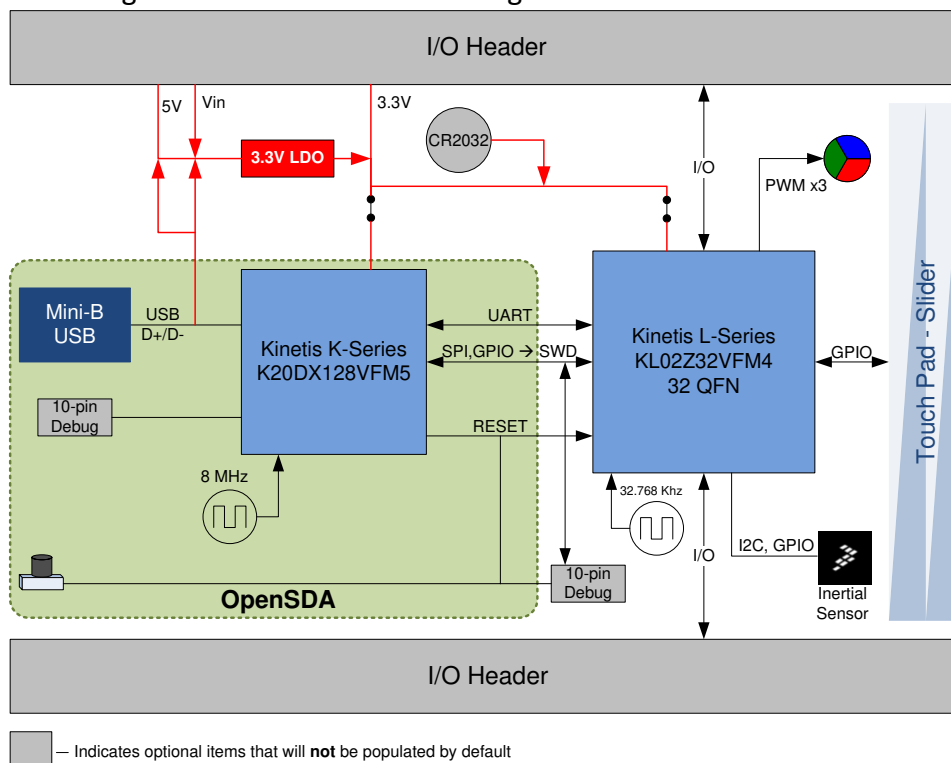 I/O Header
5V
Vin
3.3V
3.3V LDO
CR2032
I/O
PWM x3
Mini-B
USB
USB
D+/D-
Kinetis K-Series
K20DX128VFM5
UART
SPI,GPIO → SWD
RESET
Kinetis L-Series
KL02Z32VFM4
32 QFN
GPIO
Touch Pad - Slider
10-pin
Debug
8 MHz
32.768 Khz
I/O
I2C, GPIO
Inertial
Sensor
10-pin
Debug
OpenSDA
I/O Header
— Indicates optional items that will not be populated by default